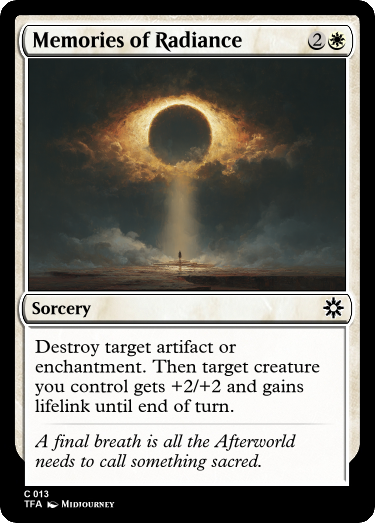 Memories of Radiance 2
Sorcery
Destroy target artifact or
enchantment. Then target creature
you control gets +2/+2 and gains
lifelink until end of turn.
A final breath is all the Afterworld
needs to call something sacred.
C 013
TFA Midjourney